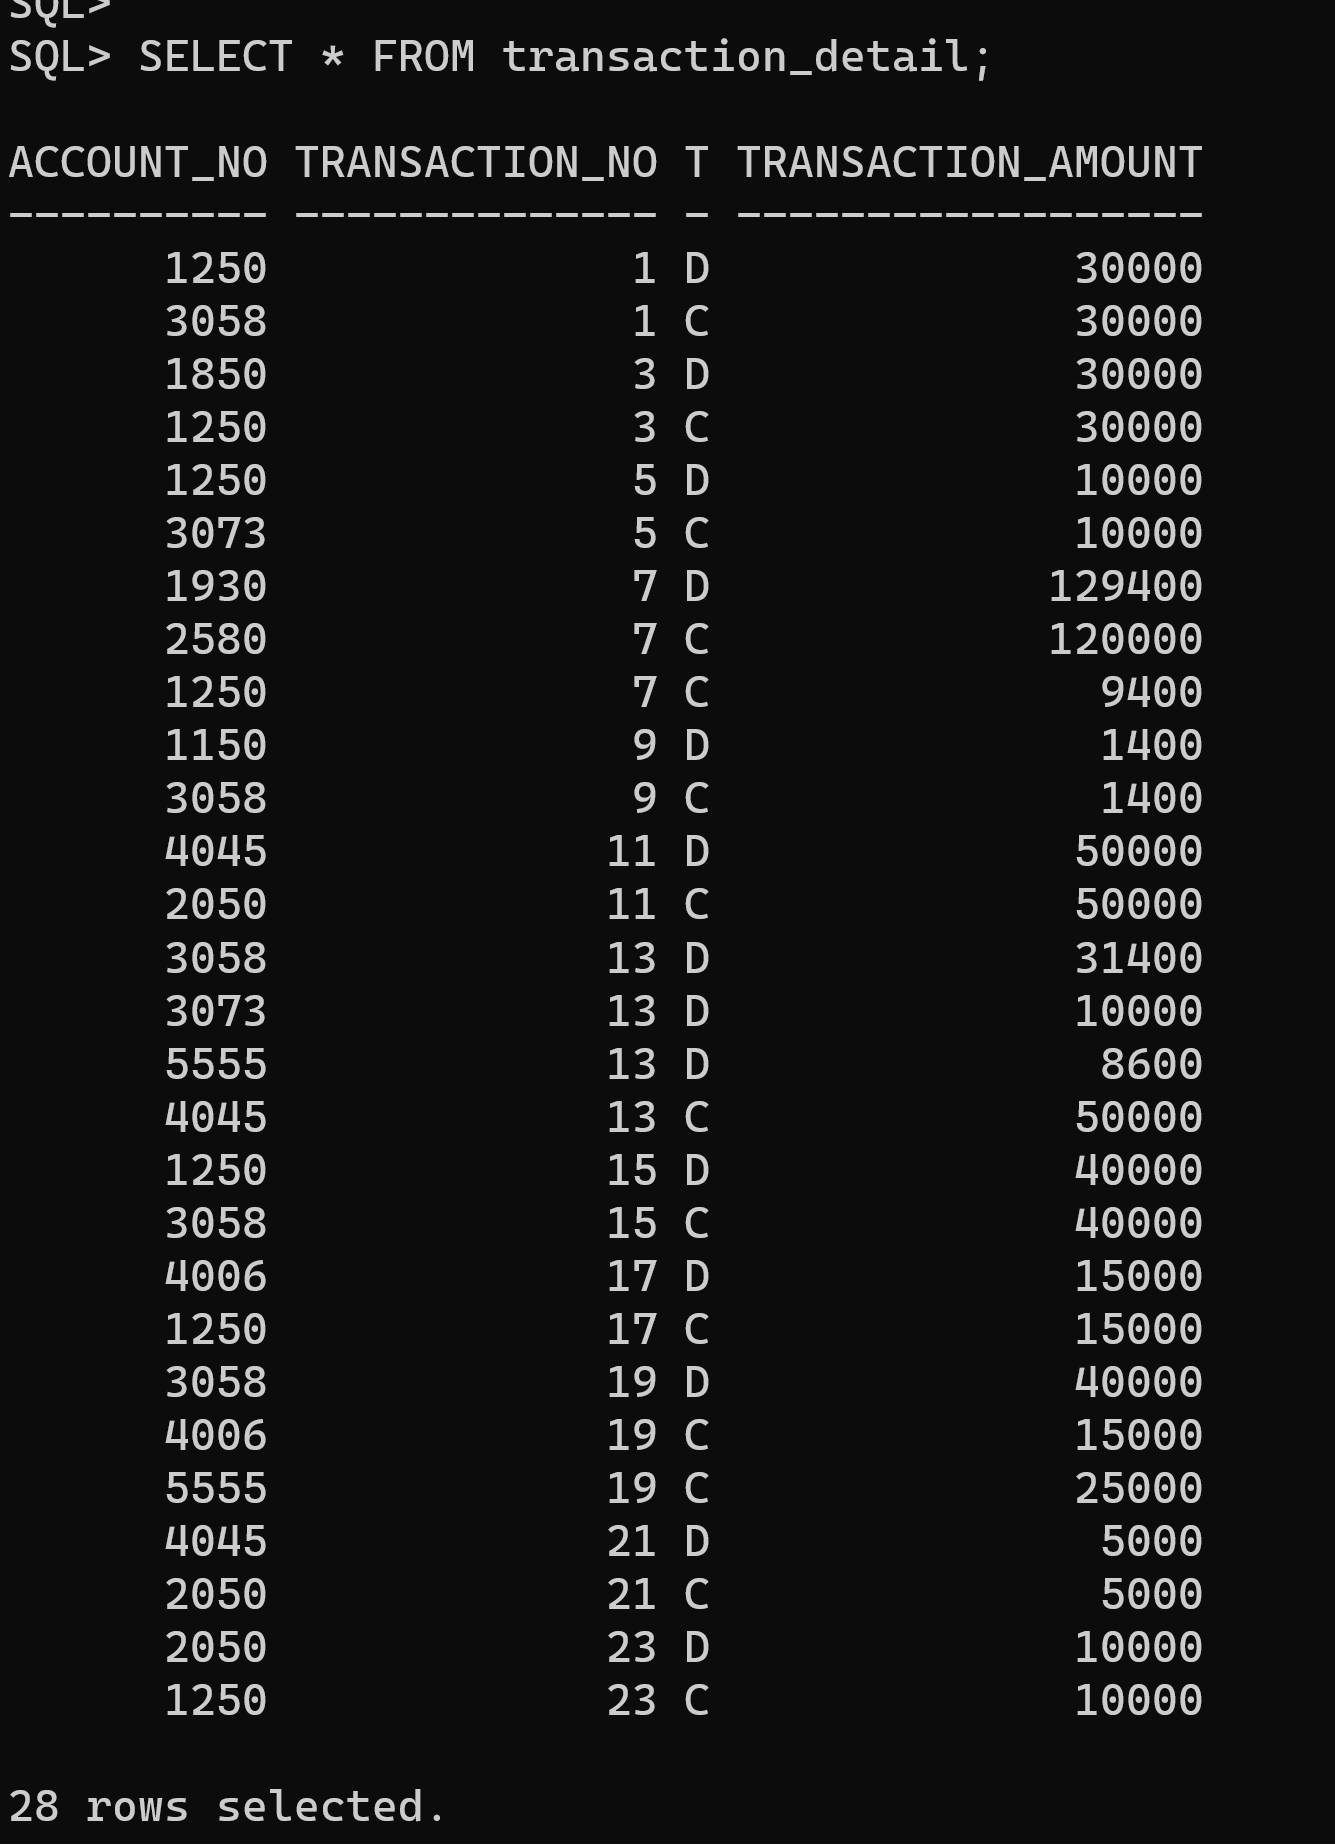 SQL>
SQL> SELECT * FROM transaction_detail;
ACCOUNT_NO TRANSACTION_NO T TRANSACTION_AMOUNT
---------- -------------- - ------------------
1250 1 D 30000
3058 1 C 30000
1850 3 D 30000
1250 3 C 30000
1250 5 D 10000
3073 5 C 10000
1930 7 D 129400
2580 7 C 120000
1250 7 C 9400
1150 9 D 1400
3058 9 C 1400
4045 11 D 50000
2050 11 C 50000
3058 13 D 31400
3073 13 D 10000
5555 13 D 8600
4045 13 C 50000
1250 15 D 40000
3058 15 C 40000
4006 17 D 15000
1250 17 C 15000
3058 19 D 40000
4006 19 C 15000
5555 19 C 25000
4045 21 D 5000
2050 21 C 5000
2050 23 D 10000
1250 23 C 10000
28 rows selected.